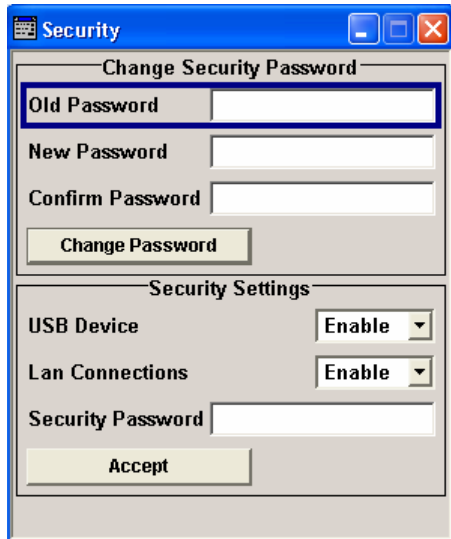 Security
Change Security Password
Old Password
New Password
Confirm Password
Change Password
Security Settings
USB Device Enable
Lan Connections Enable
Security Password
Accept